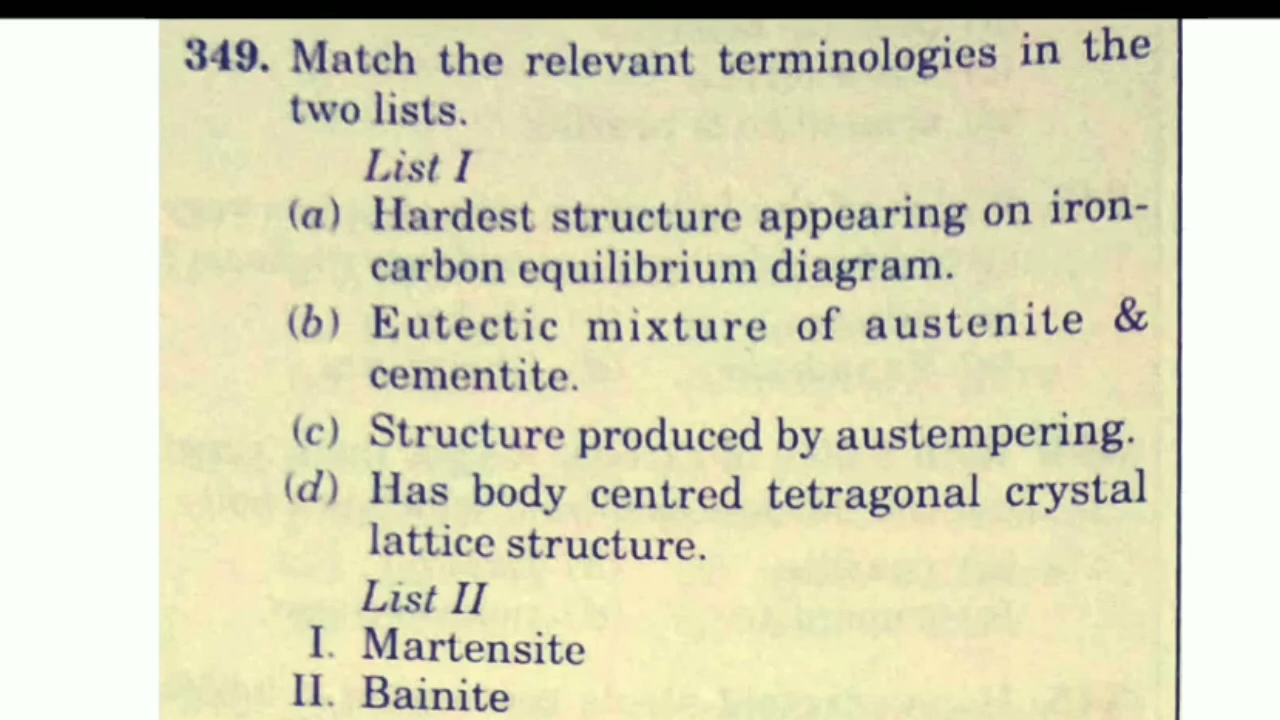 349. Match the relevant terminologies in the
two lists.
List I
(a) Hardest structure appearing on iron-
carbon equilibrium diagram.
(b) Eutectic mixture of austenite &
cementite.
(c) Structure produced by austempering.
(d) Has body centred tetragonal crystal
lattice structure.
List II
I. Martensite
II. Bainite